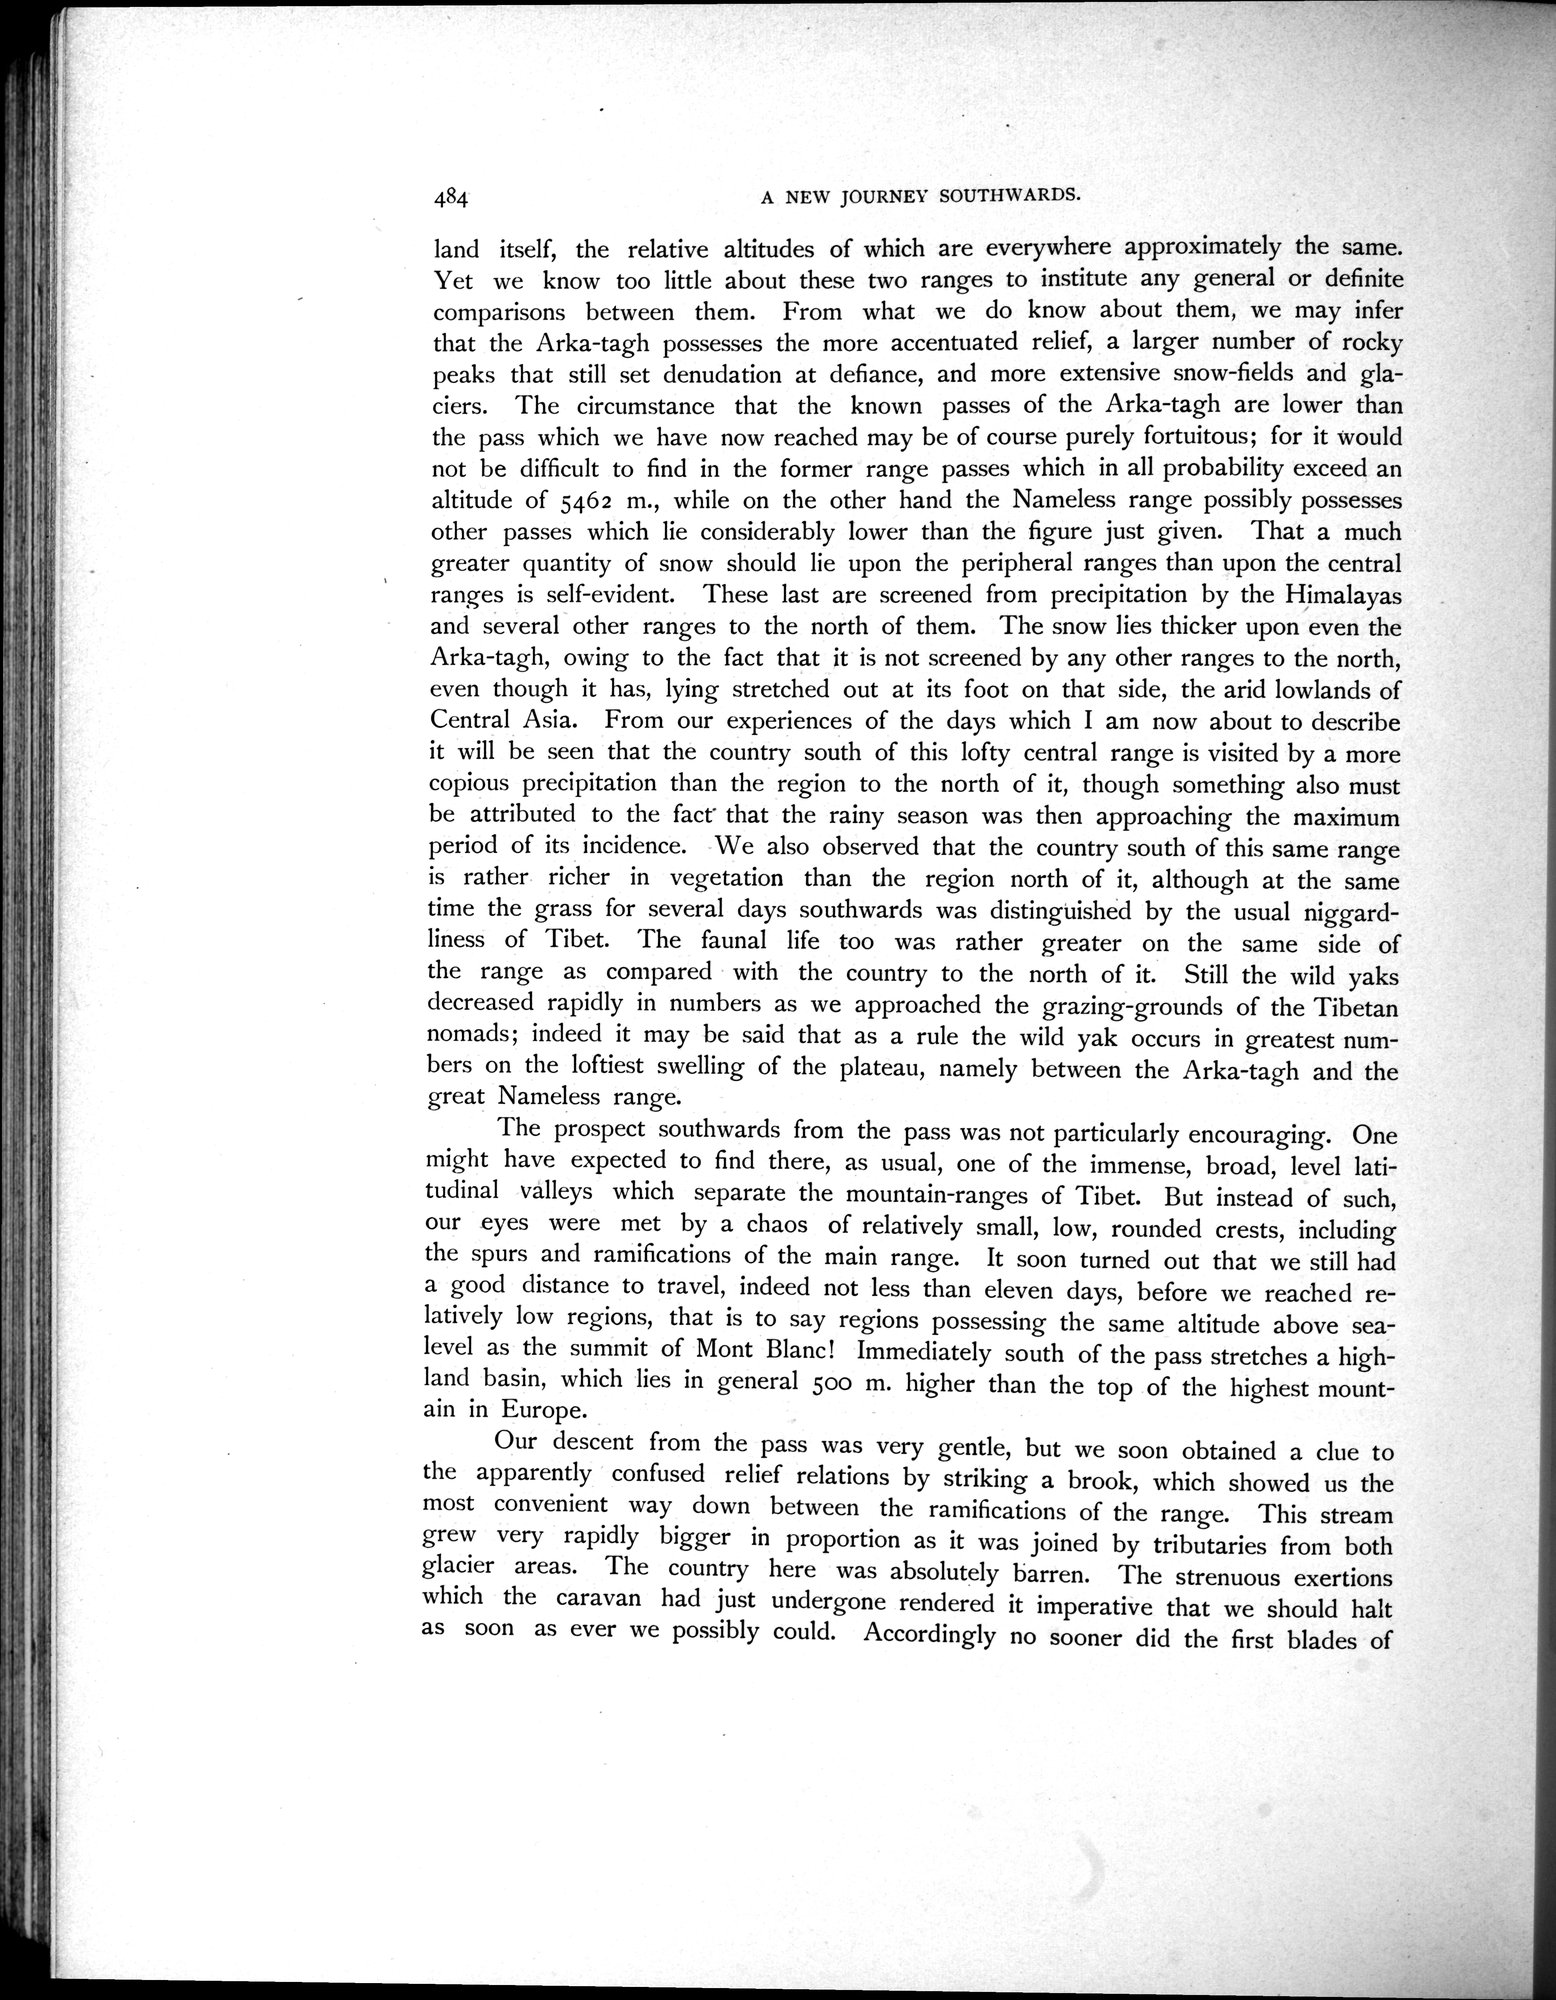 484
A NEW JOURNEY SOUTHWARDS.
land itself, the relative altitudes of which are everywhere approximately the same.
Yet we know too little about these two ranges to institute any general or definite
comparisons between them. From what we do know about them, we may infer
that the Arka-tagh possesses the more accentuated relief, a larger number of rocky
peaks that still set denudation at defiance, and more extensive snow-fields and gla-
ciers. The circumstance that the known passes of the Arka-tagh are lower than
the pass which we have now reached may be of course purely fortuitous; for it would
not be difficult to find in the former range passes which in all probability exceed an
altitude of 5462 m., while on the other hand the Nameless range possibly possesses
other passes which lie considerably lower than the figure just given. That a much
greater quantity of snow should lie upon the peripheral ranges than upon the central
ranges is self-evident. These last are screened from precipitation by the Himalayas
and several other ranges to the north of them. The snow lies thicker upon even the
Arka-tagh, owing to the fact that it is not screened by any other ranges to the north,
even though it has, lying stretched out at its foot on that side, the arid lowlands of
Central Asia. From our experiences of the days which I am now about to describe
it will be seen that the country south of this lofty central range is visited by a more
copious precipitation than the region to the north of it, though something also must
be attributed to the fact that the rainy season was then approaching the maximum
period of its incidence. We also observed that the country south of this same range
is rather richer in vegetation than the region north of it, although at the same
time the grass for several days southwards was distinguished by the usual niggard-
liness of Tibet. The faunal life too was rather greater on the same side of
the range as compared with the country to the north of it. Still the wild yaks
decreased rapidly in numbers as we approached the grazing-grounds of the Tibetan
nomads; indeed it may be said that as a rule the wild yak occurs in greatest num-
bers on the loftiest swelling of the plateau, namely between the Arka-tagh and the
great Nameless range.
The prospect southwards from the pass was not particularly encouraging. One
might have expected to find there, as usual, one of the immense, broad, level lati-
tudinal valleys which separate the mountain-ranges of Tibet. But instead of such,
our eyes were met by a chaos of relatively small, low, rounded crests, including
the spurs and ramifications of the main range. It soon turned out that we still had
a good distance to travel, indeed not less than eleven days, before we reached re-
latively low regions, that is to say regions possessing the same altitude above sea-
level as the summit of Mont Blanc! Immediately south of the pass stretches a high-
land basin, which lies in general 500 m. higher than the top of the highest mount-
ain in Europe.
Our descent from the pass was very gentle, but we soon obtained a clue to
the apparently confused relief relations by striking a brook, which showed us the
most convenient way down between the ramifications of the range. This stream
grew very rapidly bigger in proportion as it was joined by tributaries from both
glacier areas. The country here was absolutely barren. The strenuous exertions
which the caravan had just undergone rendered it imperative that we should halt
as soon as ever we possibly could. Accordingly no sooner did the first blades of